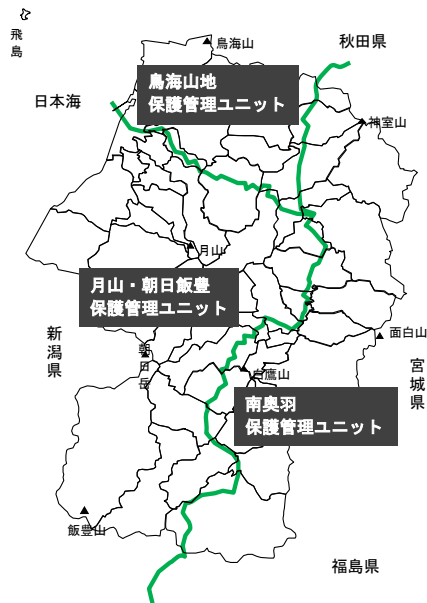 飛島
秋田県
鳥海山
鳥海山地
保護管理ユニット
日本海
神室山
月山
月山・朝日飯豊
保護管理ユニット
面白山
新潟県
朝日岳
宮城県
白鷹山
南奥羽
保護管理ユニット
飯豊山
福島県